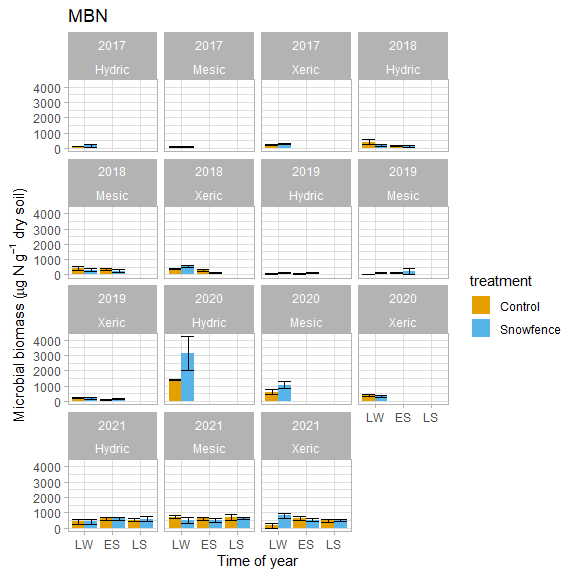 MBN
2017 2017 2017 2018
Hydric Mesic Xeric Hydric
4000
3000
2000
1000
0
2018 2018 2019 2019
Mesic Xeric Hydric Mesic
4000
3000
2000
1000
0
2019 2020 2020 2020
Xeric Hydric Mesic Xeric
4000
3000
2000
1000
0
LW ES LS
2021 2021 2021
Hydric Mesic Xeric
4000
3000
2000
1000
0
LW ES LS LW ES LS LW ES LS
Time of year
Microbial biomass (μg N g⁻¹ dry soil)
treatment
Control
Snowfence